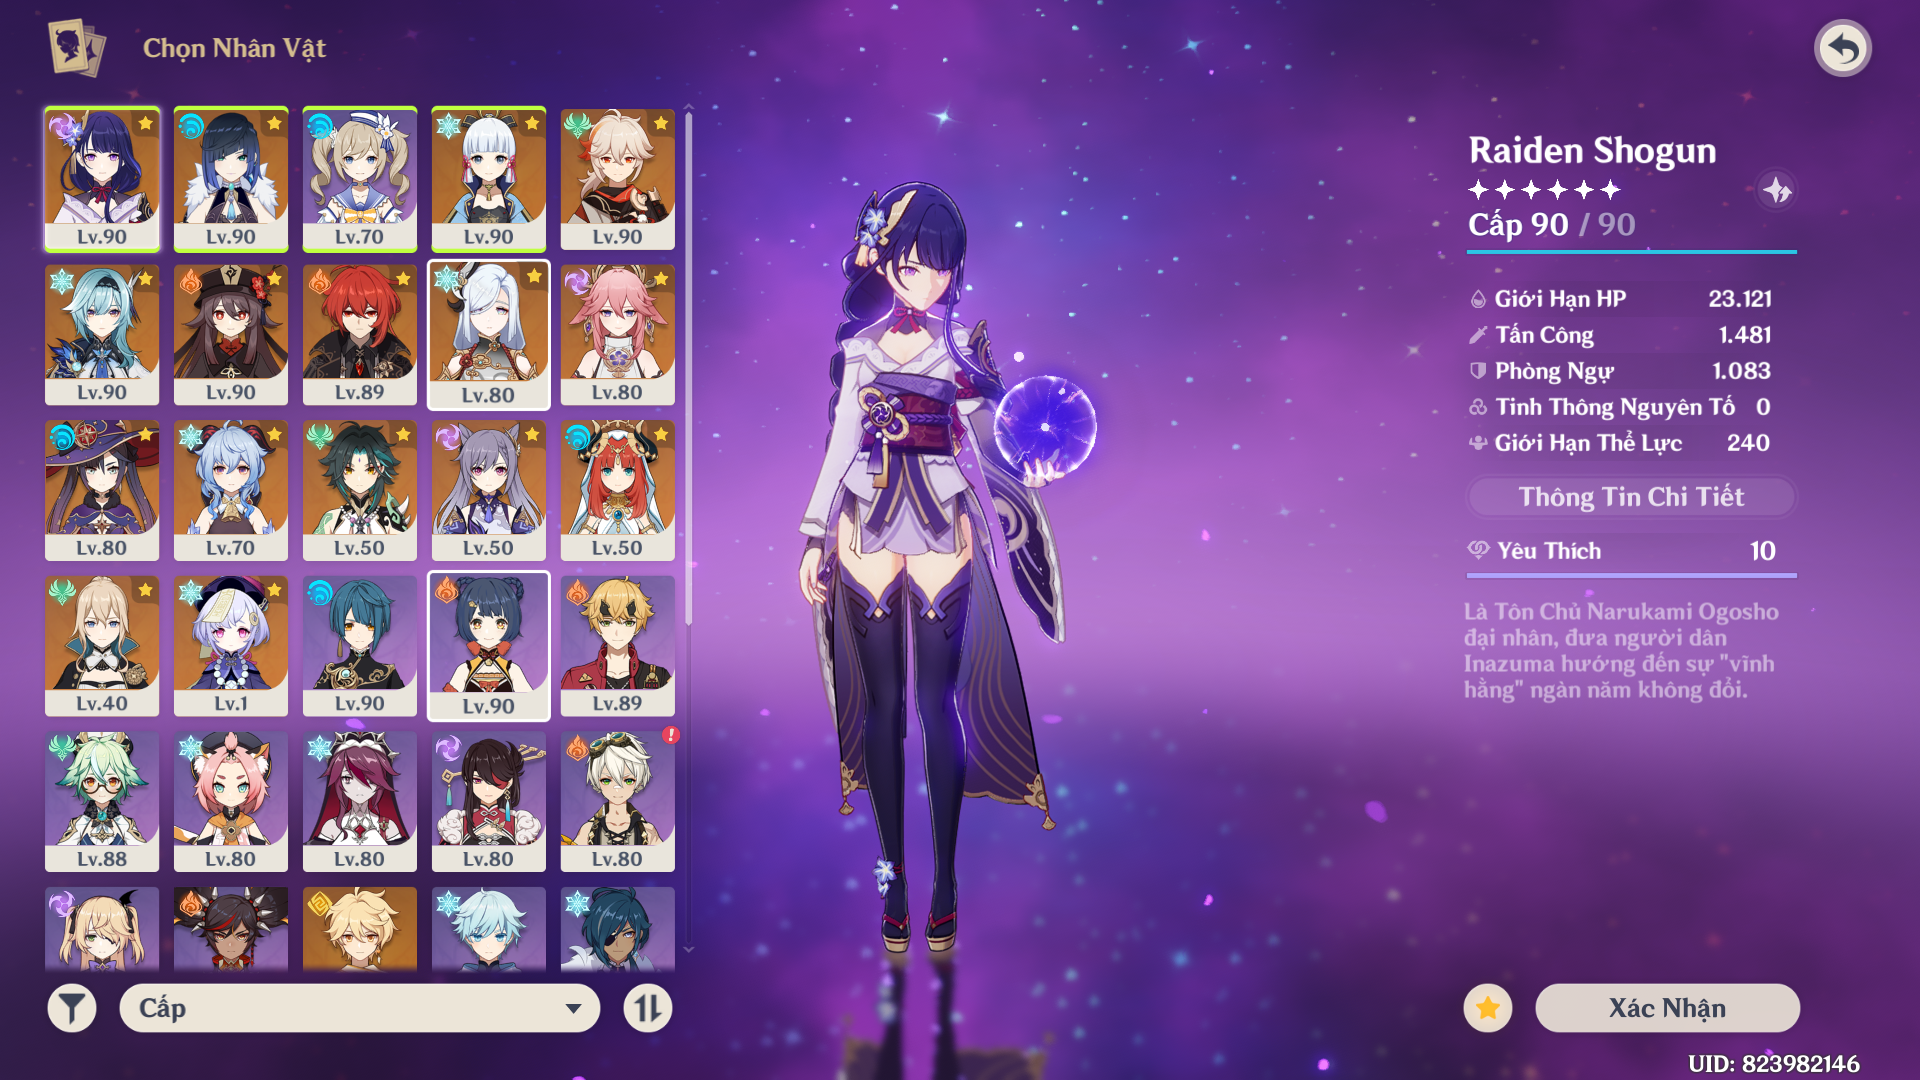 Chọn Nhân Vật
Lv.90
Lv.90
Lv.70
Lv.90
Lv.90
Lv.90
Lv.90
Lv.89
Lv.80
Lv.80
Lv.80
Lv.70
Lv.50
Lv.50
Lv.50
Lv.40
Lv.1
Lv.90
Lv.90
Lv.89
Lv.88
Lv.80
Lv.80
Lv.80
Lv.80
Cấp
Raiden Shogun
Cấp 90 / 90
Giới Hạn HP 23.121
Tấn Công 1.481
Phòng Ngự 1.083
Tinh Thông Nguyên Tố 0
Giới Hạn Thể Lực 240
Thông Tin Chi Tiết
Yêu Thích 10
Là Tôn Chủ Narukami Ogosho
đại nhân, đưa người dân
Inazuma hướng đến sự "vĩnh
hằng" ngàn năm không đổi.
Xác Nhận
UID: 823982146